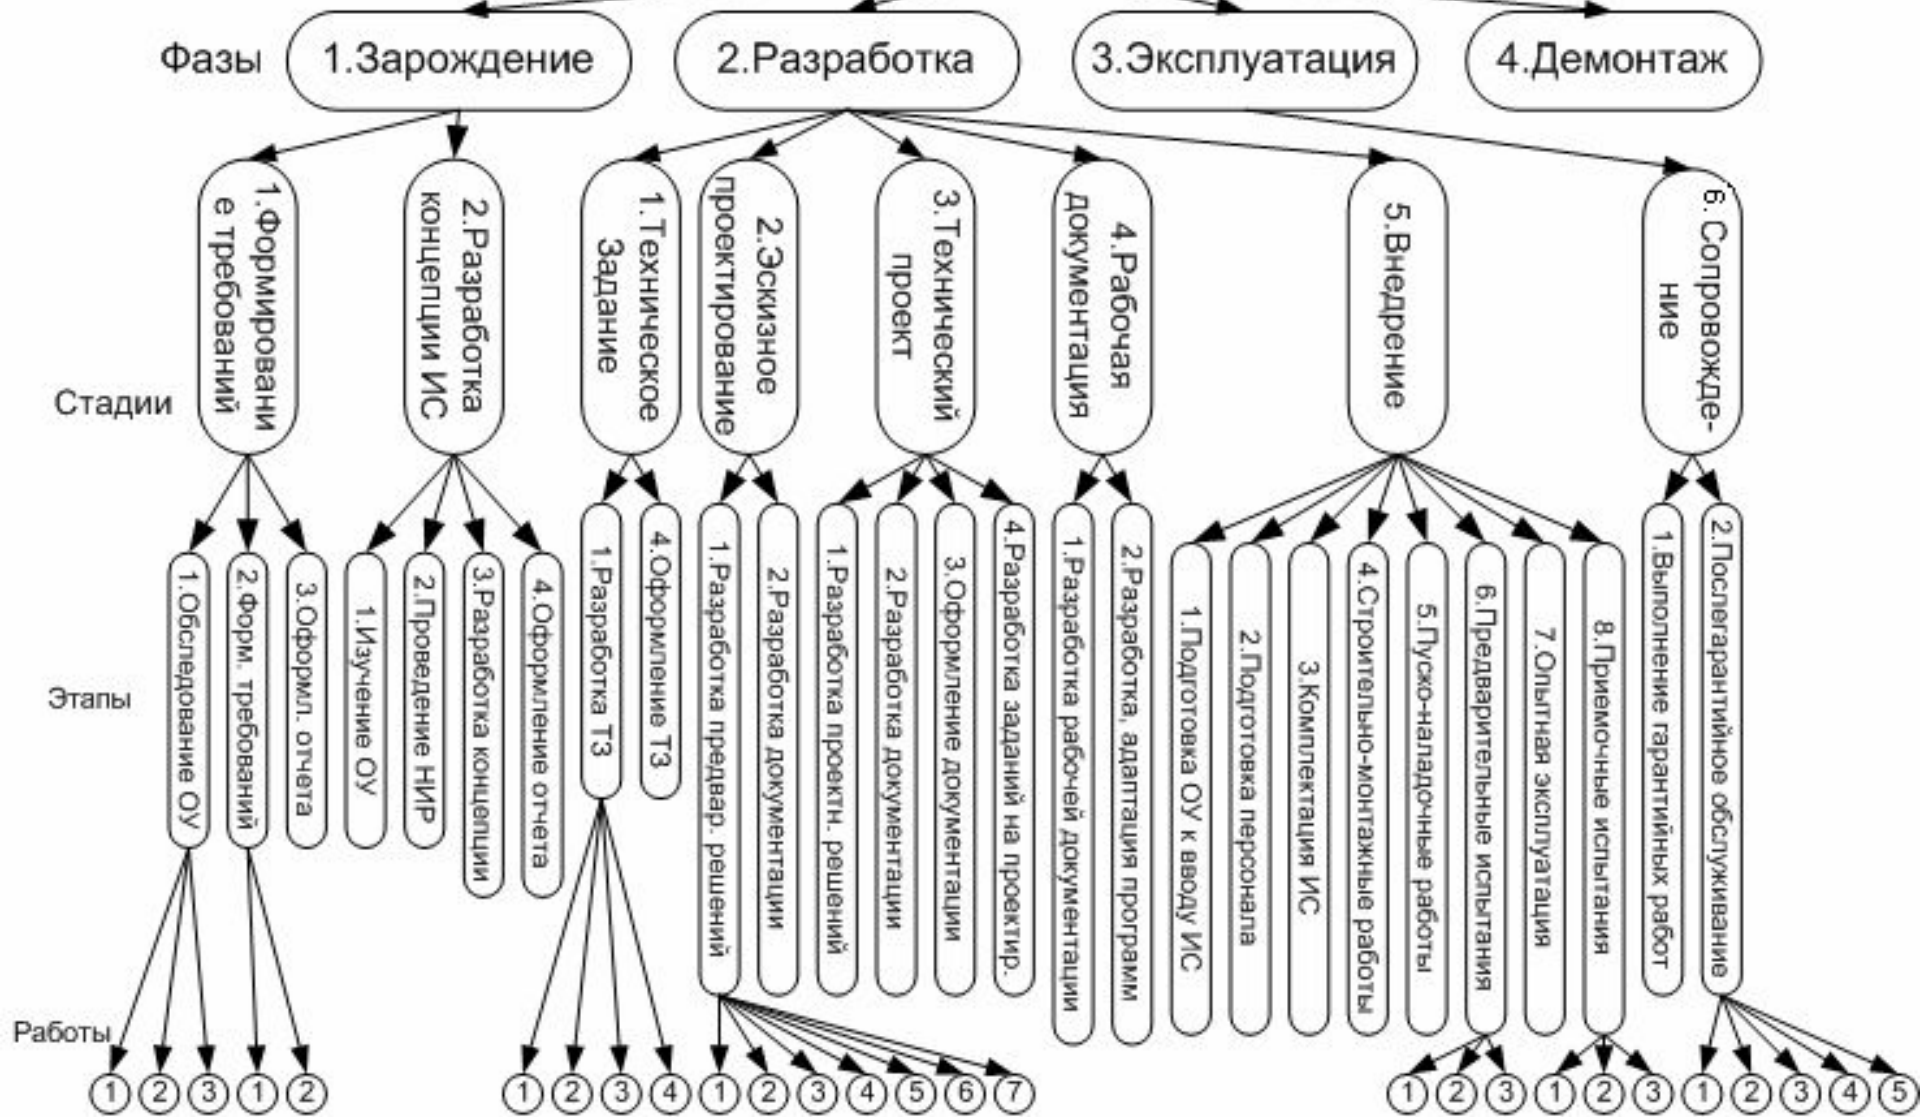 Фазы
1.Зарождение
2.Разработка
3.Эксплуатация
4.Демонтаж
Стадии
1.Формировани
е требований
2.Разработка
концепции ИС
1.Техническое
Задание
2.Эскизное
проектирование
3.Технический
проект
4.Рабочая
документация
5.Внедрение
6. Сопровожде-
ние
Этапы
1.Обследование ОУ
2.Форм. требований
3.Оформл. отчета
1.Изучение ОУ
2.Проведение НИР
3.Разработка концепции
4.Оформление отчета
1.Разработка ТЗ
4.Оформление ТЗ
1.Разработка предвар. решений
2.Разработка документации
1.Разработка проектн. решений
2.Разработка документации
3.Оформление документации
4.Разработка заданий на проектир.
1.Разработка рабочей документации
2.Разработка, адаптация программ
1.Подготовка ОУ к вводу ИС
2.Подготовка персонала
3.Комплектация ИС
4.Строительно-монтажные работы
5.Пуско-наладочные работы
6.Предварительные испытания
7.Опытная эксплуатация
8.Приемочные испытания
1.Выполнение гарантийных работ
2.Послегарантийное обслуживание
Работы
1 2 3 1 2 1 2 3 4 1 2 3 4 5 6 7 1 2 3 1 2 3 1 2 3 4 5